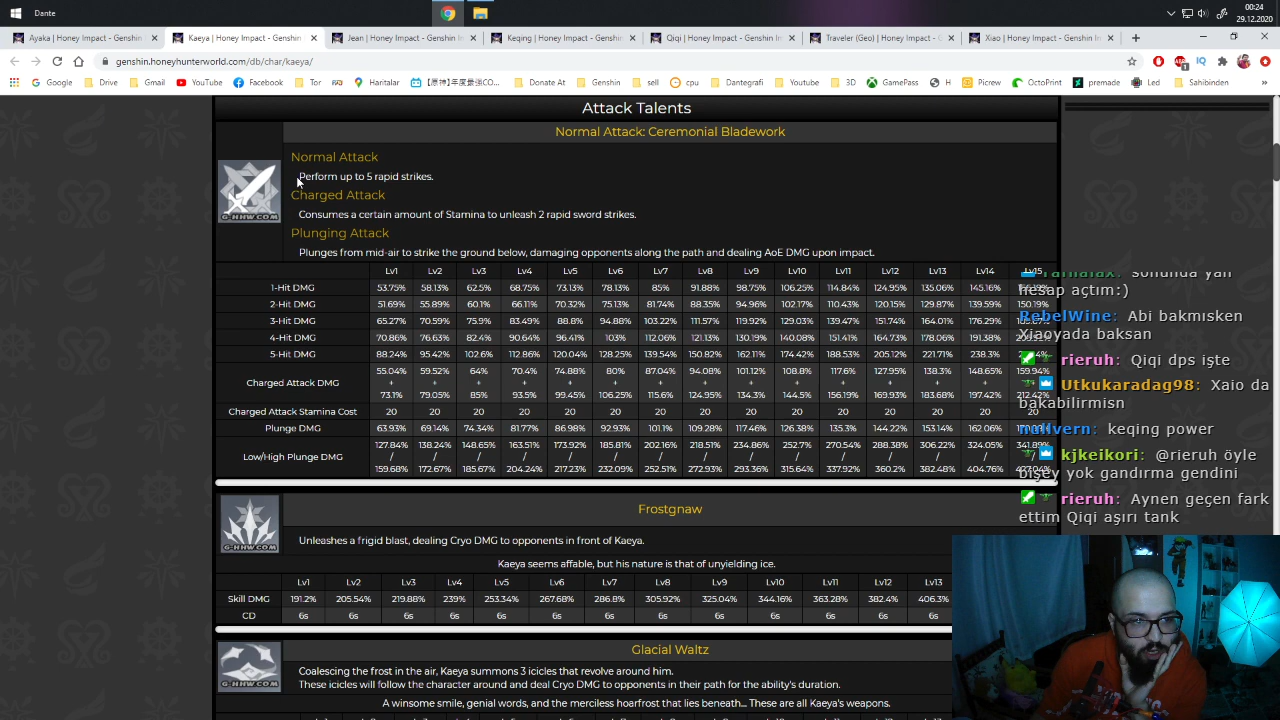 Dante
00:24
29.12.2020
Ayaka | Honey Impact - Genshin
Kaeya | Honey Impact - Genshin
Jean | Honey Impact - Genshin Im
Keqing | Honey Impact - Genshin
Qiqi | Honey Impact - Genshin
Traveler (Geo) | Honey Impact - G
Xiao | Honey Impact - Genshin Im
genshin.honeyhunterworld.com/db/char/kaeya/
Google Drive Gmail YouTube Facebook Tor Haritalar 【原神】年度最强CO... Donate At Genshin sell cpu Dantegrafi Youtube 3D GamePass H Picrew OctoPrint premade Led Sahibinden
Attack Talents
Normal Attack: Ceremonial Bladework
Normal Attack
Perform up to 5 rapid strikes.
Charged Attack
Consumes a certain amount of Stamina to unleash 2 rapid sword strikes.
Plunging Attack
Plunges from mid-air to strike the ground below, damaging opponents along the path and dealing AoE DMG upon impact.
G-HHW.COM
Lv1 Lv2 Lv3 Lv4 Lv5 Lv6 Lv7 Lv8 Lv9 Lv10 Lv11 Lv12 Lv13 Lv14 Lv15
1-Hit DMG 53.75% 58.13% 62.5% 68.75% 73.13% 78.13% 85% 91.88% 98.75% 106.25% 114.84% 124.95% 135.06% 145.16%
2-Hit DMG 51.69% 55.89% 60.1% 66.11% 70.32% 75.13% 81.74% 88.35% 94.96% 102.17% 110.43% 120.15% 129.87% 139.59% 150.19%
3-Hit DMG 65.27% 70.59% 75.9% 83.49% 88.8% 94.88% 103.22% 111.57% 119.92% 129.03% 139.47% 151.74% 164.01% 176.29%
4-Hit DMG 70.86% 76.63% 82.4% 90.64% 96.41% 103% 112.06% 121.13% 130.19% 140.08% 151.41% 164.73% 178.06% 191.38%
5-Hit DMG 88.24% 95.42% 102.6% 112.86% 120.04% 128.25% 139.54% 150.82% 162.11% 174.42% 188.53% 205.12% 221.71% 238.3%
55.04% 59.52% 64% 70.4% 74.88% 80% 87.04% 94.08% 101.12% 108.8% 117.6% 127.95% 138.3% 148.65% 159.94%
Charged Attack DMG + + + + + + + + + + + + + +
73.1% 79.05% 85% 93.5% 99.45% 106.25% 115.6% 124.95% 134.3% 144.5% 156.19% 169.93% 183.68% 197.42% 212.42%
Charged Attack Stamina Cost 20 20 20 20 20 20 20 20 20 20 20 20 20 20 20
Plunge DMG 63.93% 69.14% 74.34% 81.77% 86.98% 92.93% 101.1% 109.28% 117.46% 126.38% 135.3% 144.22% 153.14% 162.06%
127.84% 138.24% 148.65% 163.51% 173.92% 185.81% 202.16% 218.51% 234.86% 252.7% 270.54% 288.38% 306.22% 324.05% 341.89%
Low/High Plunge DMG / / / / / / / / / / / / / /
159.68% 172.67% 185.67% 204.24% 217.23% 232.09% 252.51% 272.93% 293.36% 315.64% 337.92% 360.2% 382.48% 404.76%
Frostgnaw
G-HHW.COM
Unleashes a frigid blast, dealing Cryo DMG to opponents in front of Kaeya.
Kaeya seems affable, but his nature is that of unyielding ice.
Lv1 Lv2 Lv3 Lv4 Lv5 Lv6 Lv7 Lv8 Lv9 Lv10 Lv11 Lv12 Lv13
Skill DMG 191.2% 205.54% 219.88% 239% 253.34% 267.68% 286.8% 305.92% 325.04% 344.16% 363.28% 382.4% 406.3%
CD 6s 6s 6s 6s 6s 6s 6s 6s 6s 6s 6s 6s 6s
Glacial Waltz
G-HHW.COM
Coalescing the frost in the air, Kaeya summons 3 icicles that revolve around him.
These icicles will follow the character around and deal Cryo DMG to opponents in their path for the ability's duration.
A winsome smile, genial words, and the merciless hoarfrost that lies beneath... These are all Kaeya's weapons.
sonunda yan
hesap açtım:)
RebelWine: Abi bakmısken
Xiaoyada baksan
rieruh: Qiqi dps işte
Utkukaradag98: Xaio da
bakabilirmisn
nullvern: keqing power
kjkeikori: @rieruh öyle
bişey yok gandırma gendini
rieruh: Aynen geçen fark
ettim Qiqi aşırı tank